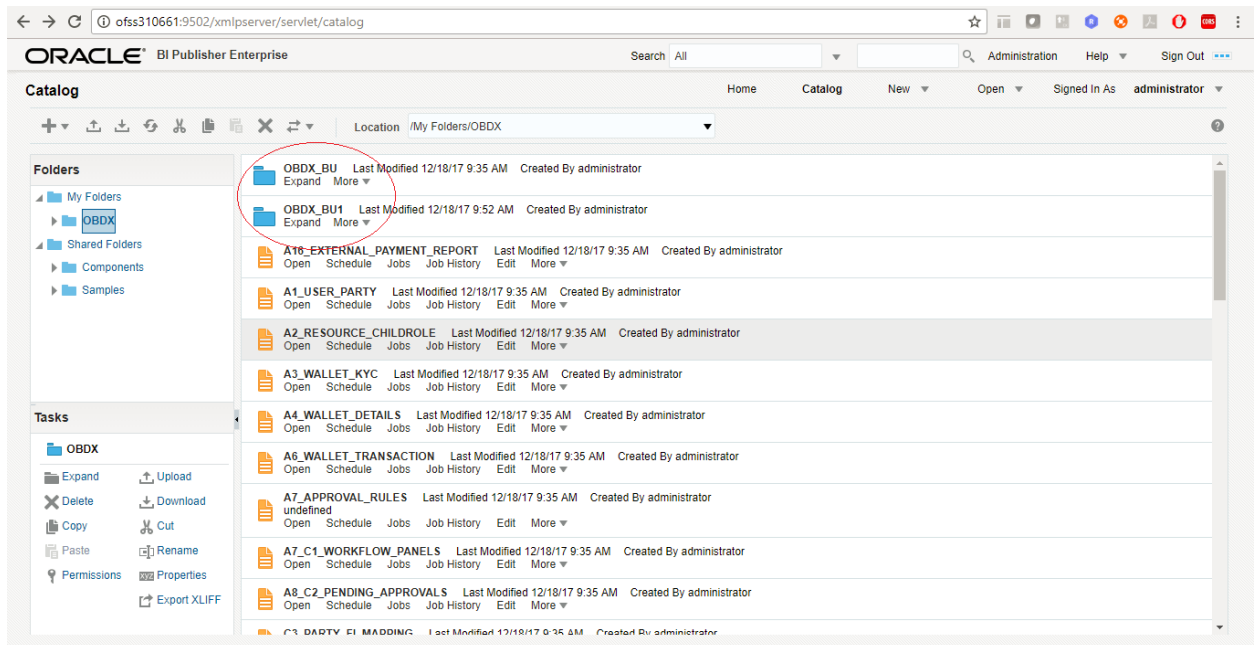 ofss310661:9502/xmlpserver/servlet/catalog
ORACLE BI Publisher Enterprise Search All Administration Help Sign Out
Catalog Home Catalog New Open Signed In As administrator
Location /My Folders/OBDX
Folders
My Folders
OBDX
Shared Folders
Components
Samples
Tasks
OBDX
Expand Upload
Delete Download
Copy Cut
Paste Rename
Permissions xyz Properties
Export XLIFF
OBDX_BU Last Modified 12/18/17 9:35 AM Created By administrator
Expand More
OBDX_BU1 Last Modified 12/18/17 9:52 AM Created By administrator
Expand More
A16_EXTERNAL_PAYMENT_REPORT Last Modified 12/18/17 9:35 AM Created By administrator
Open Schedule Jobs Job History Edit More
A1_USER_PARTY Last Modified 12/18/17 9:35 AM Created By administrator
Open Schedule Jobs Job History Edit More
A2_RESOURCE_CHILDROLE Last Modified 12/18/17 9:35 AM Created By administrator
Open Schedule Jobs Job History Edit More
A3_WALLET_KYC Last Modified 12/18/17 9:35 AM Created By administrator
Open Schedule Jobs Job History Edit More
A4_WALLET_DETAILS Last Modified 12/18/17 9:35 AM Created By administrator
Open Schedule Jobs Job History Edit More
A6_WALLET_TRANSACTION Last Modified 12/18/17 9:35 AM Created By administrator
Open Schedule Jobs Job History Edit More
A7_APPROVAL_RULES Last Modified 12/18/17 9:35 AM Created By administrator
undefined
Open Schedule Jobs Job History Edit More
A7_C1_WORKFLOW_PANELS Last Modified 12/18/17 9:35 AM Created By administrator
Open Schedule Jobs Job History Edit More
A8_C2_PENDING_APPROVALS Last Modified 12/18/17 9:35 AM Created By administrator
Open Schedule Jobs Job History Edit More
C3_PARTY_FI_MAPPING Last Modified 12/18/17 9:35 AM Created By administrator